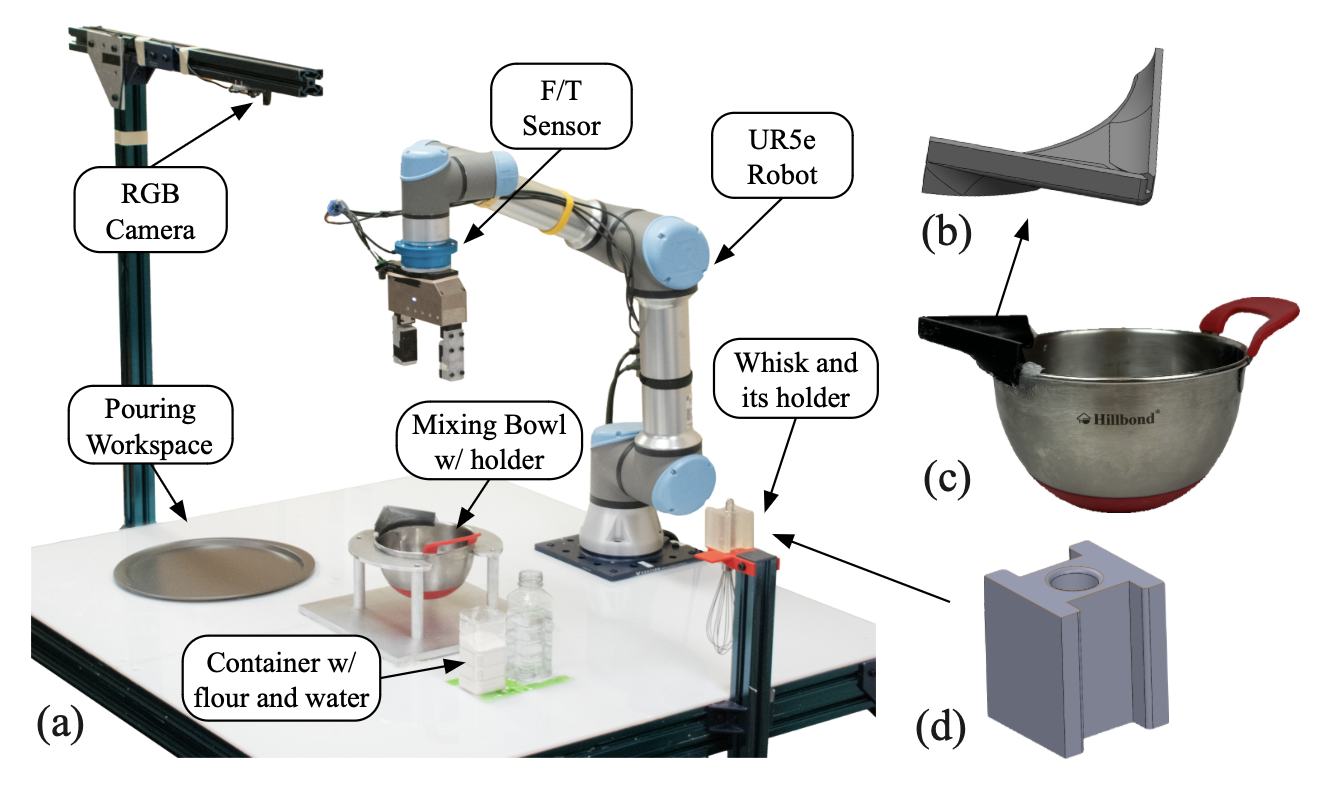 F/T
Sensor
UR5e
Robot
RGB
Camera
(b)
Whisk and
its holder
Pouring
Workspace
Mixing Bowl
w/ holder
Hillbond®
(c)
Container w/
flour and water
(a)
(d)